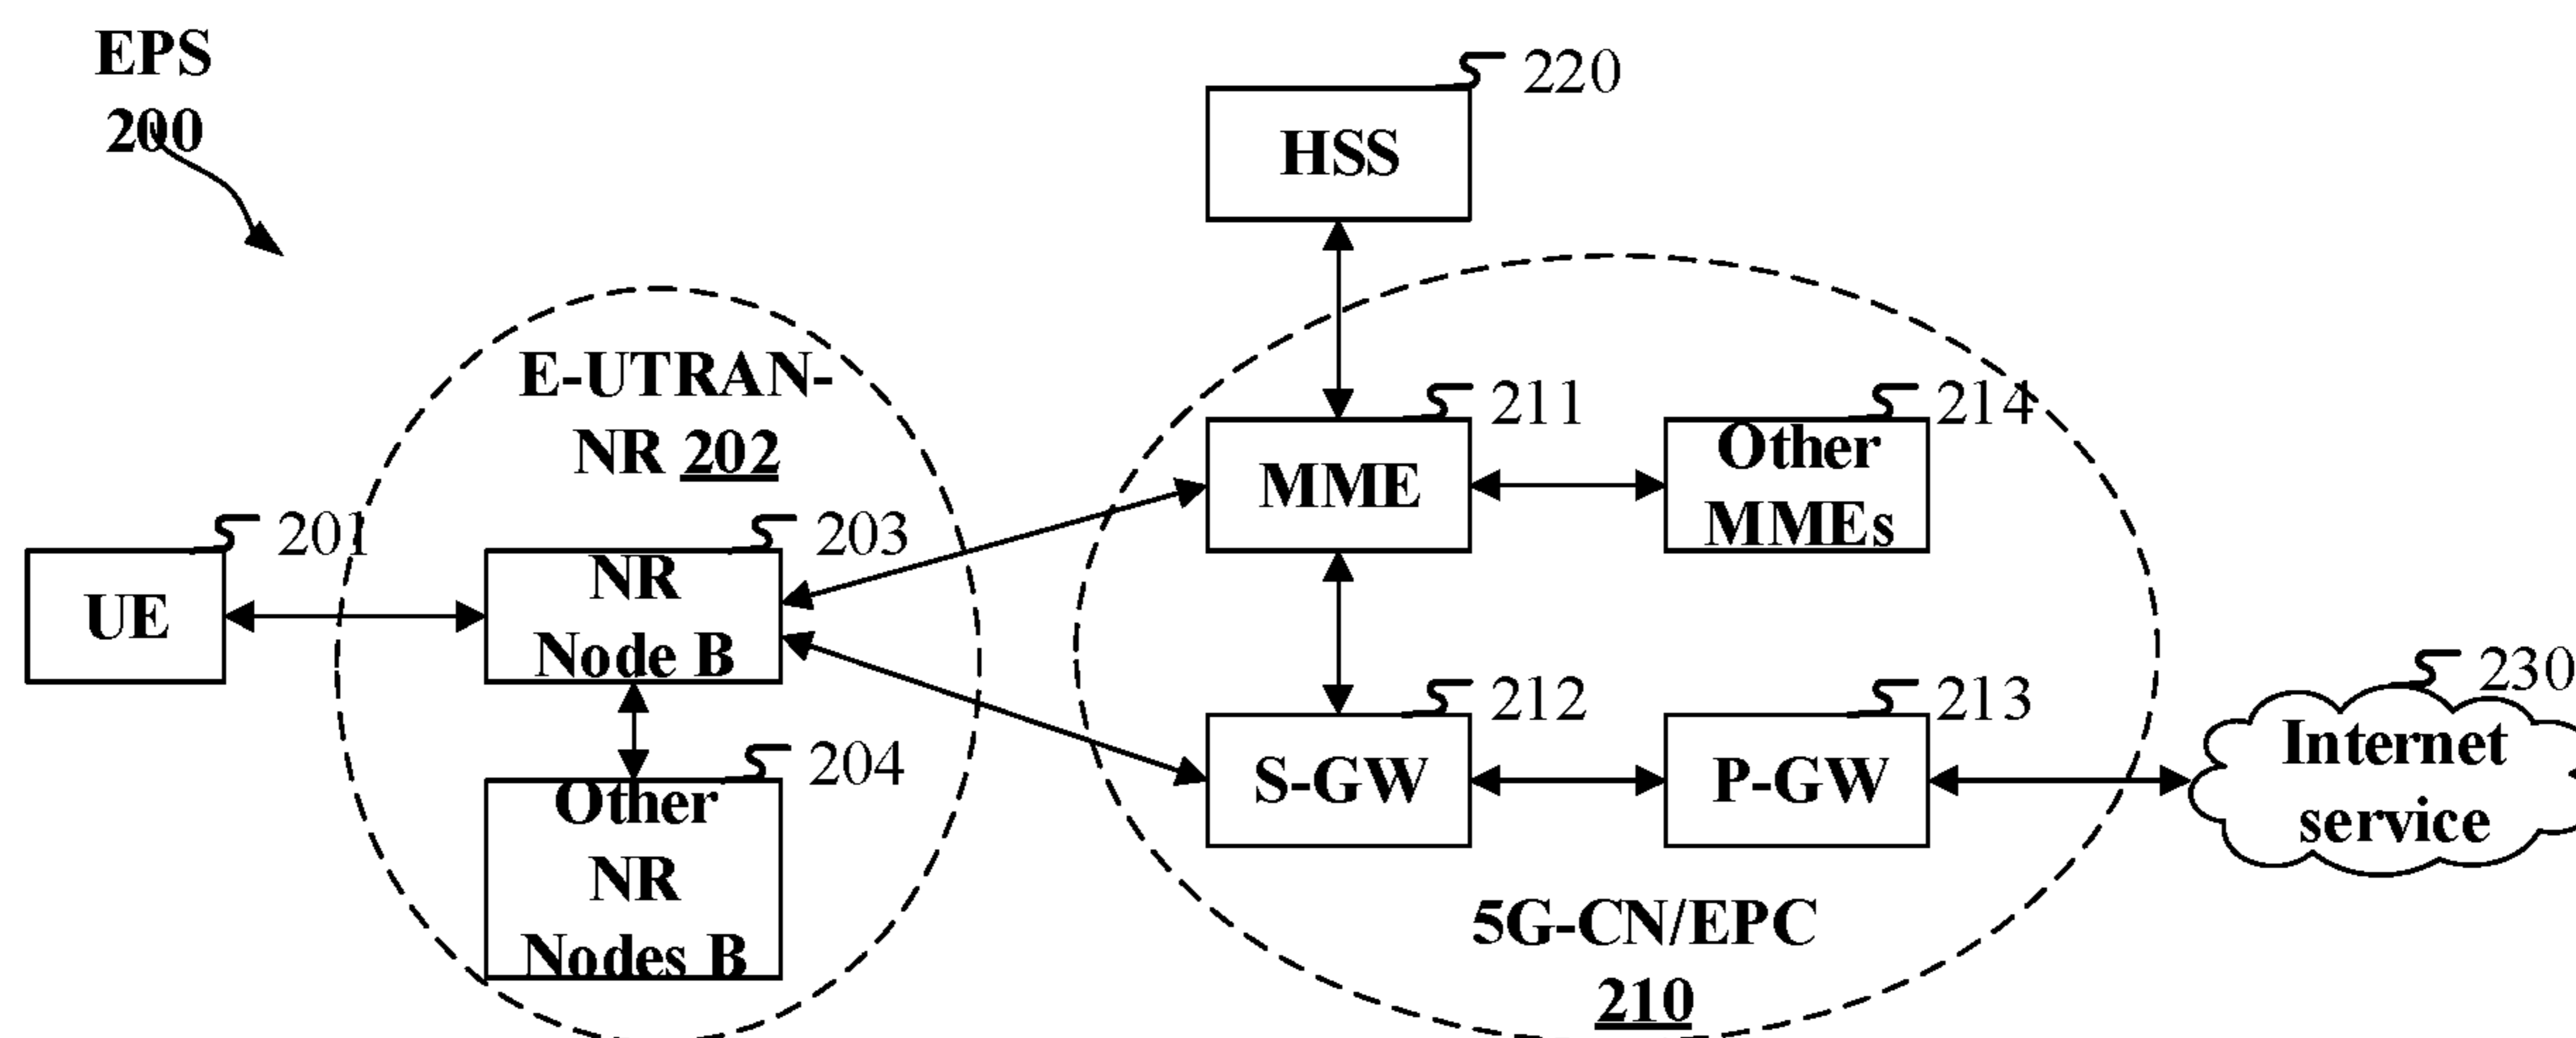 EPS
200
220
HSS
E-UTRAN-
NR 202
211
MME
214
Other
MMEs
201
UE
203
NR
Node B
204
Other
NR
Nodes B
212
S-GW
213
P-GW
230
Internet
service
5G-CN/EPC
210